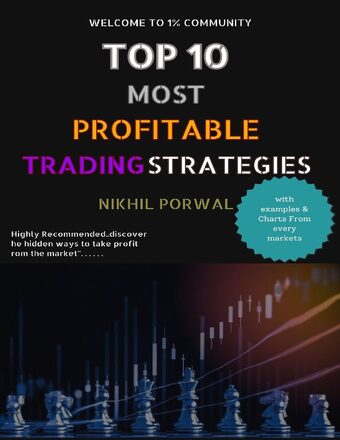 WELCOME TO 1% COMMUNITY
TOP 10
MOST
PROFITABLE
TRADING STRATEGIES
NIKHIL PORWAL
with
examples &
Charts From
every
markets
Highly Recommended..discover
he hidden ways to take profit
rom the market"......